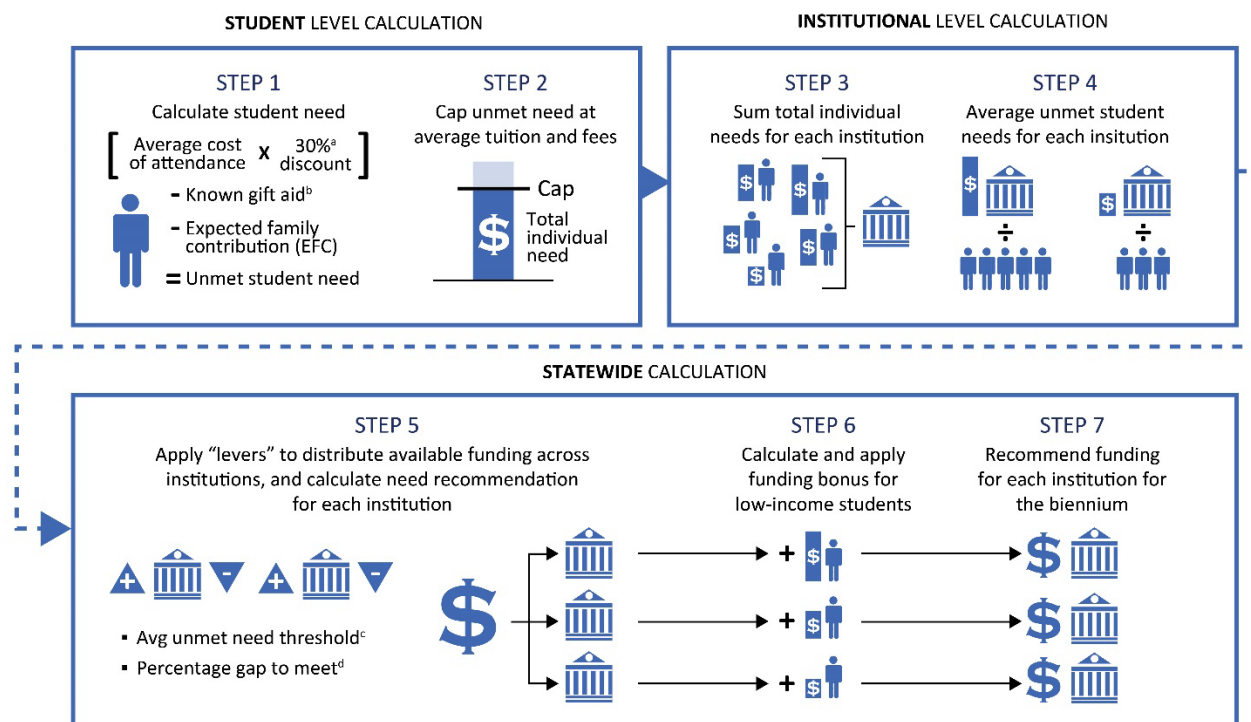 STUDENT LEVEL CALCULATION
STEP 1
Calculate student need
[ Average cost
of attendance X 30%ᵃ
discount ]
- Known gift aidᵇ
- Expected family
contribution (EFC)
= Unmet student need
STEP 2
Cap unmet need at
average tuition and fees
Cap
$
Total
individual
need
INSTITUTIONAL LEVEL CALCULATION
STEP 3
Sum total individual
needs for each institution
$ $
$ $
$
STEP 4
Average unmet student
needs for each insitution
$ $
÷ ÷
STATEWIDE CALCULATION
STEP 5
Apply “levers” to distribute available funding across
institutions, and calculate need recommendation
for each institution
+ - + -
▪ Avg unmet need thresholdᶜ
▪ Percentage gap to meetᵈ
$
STEP 6
Calculate and apply
funding bonus for
low-income students
+ $
+ $
+ $
STEP 7
Recommend funding
for each institution for
the biennium
$
$
$